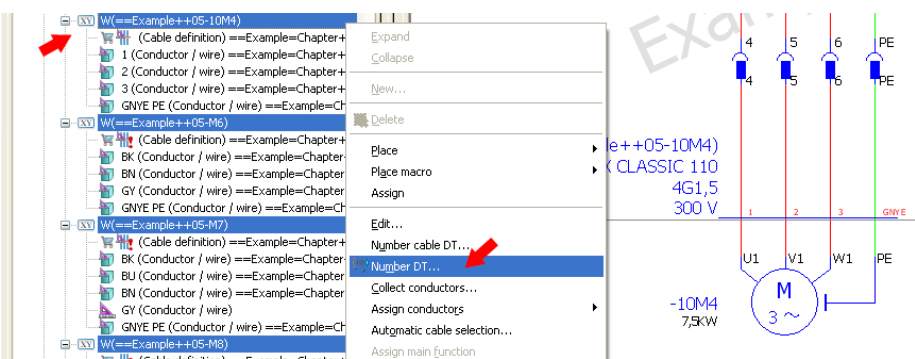 W(==Example++05-10M4)
(Cable definition) ==Example=Chapter+
1 (Conductor / wire) ==Example=Chapter+
2 (Conductor / wire) ==Example=Chapter+
3 (Conductor / wire) ==Example=Chapter+
GNYE PE (Conductor / wire) ==Example=Ch
W(==Example++05-M6)
(Cable definition) ==Example=Chapter+
BK (Conductor / wire) ==Example=Chapter
BN (Conductor / wire) ==Example=Chapter
GY (Conductor / wire) ==Example=Chapter
GNYE PE (Conductor / wire) ==Example=Ch
W(==Example++05-M7)
(Cable definition) ==Example=Chapter+
BK (Conductor / wire) ==Example=Chapter
BU (Conductor / wire) ==Example=Chapter
BN (Conductor / wire) ==Example=Chapter
GY (Conductor / wire)
GNYE PE (Conductor / wire) ==Example=Ch
W(==Example++05-M8)
Expand
Collapse
New...
Delete
Place
Place macro
Assign
Edit...
Number cable DT...
Number DT...
Collect conductors...
Assign conductors
Automatic cable selection...
Assign main function
Exa
4 5 6 PE
4 5 6 PE
e++05-10M4)
CLASSIC 110
4G1,5
300 V
1 2 3 GNYE
U1 V1 W1 PE
M
3 ~
-10M4
7,5KW